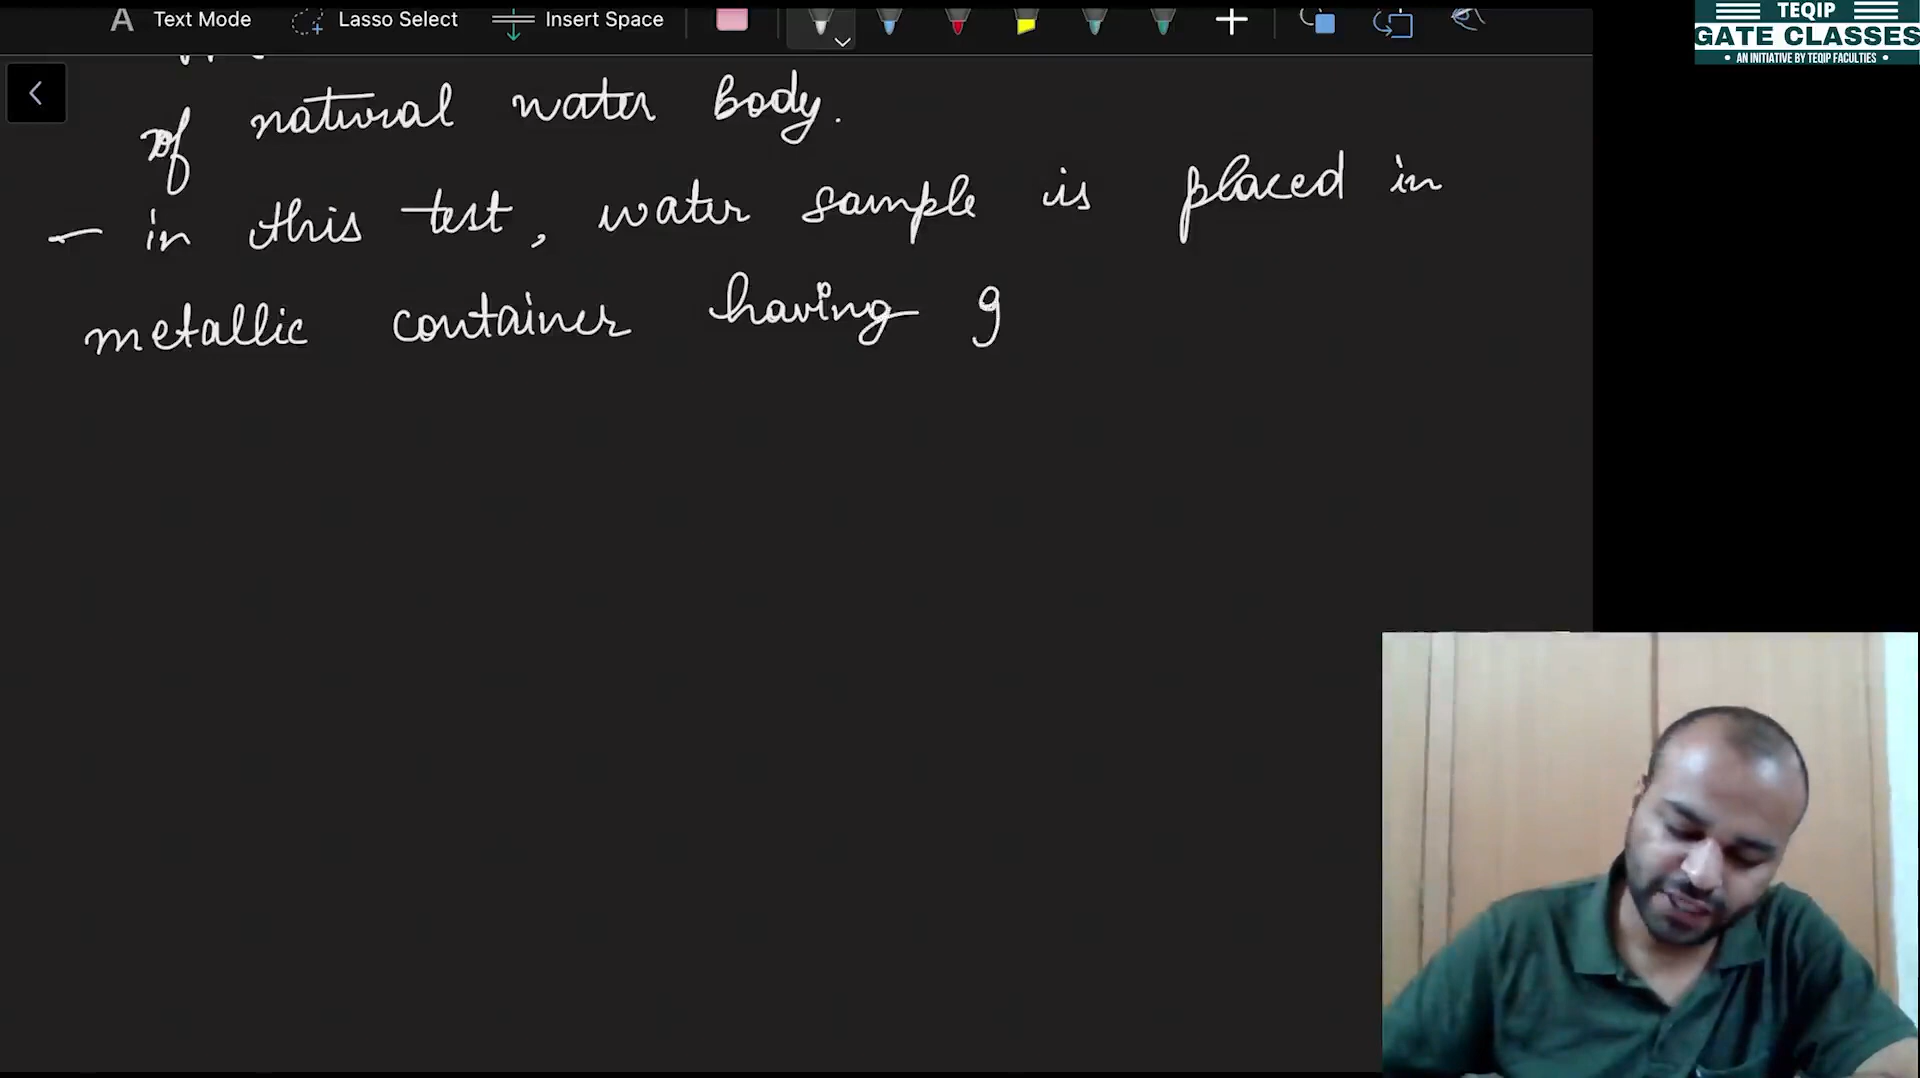 Text Mode Lasso Select Insert Space
TEQIP
GATE CLASSES
• AN INITIATIVE BY TEQIP FACULTIES •
of natural water body.
- in this test, water sample is placed in
metallic container having g